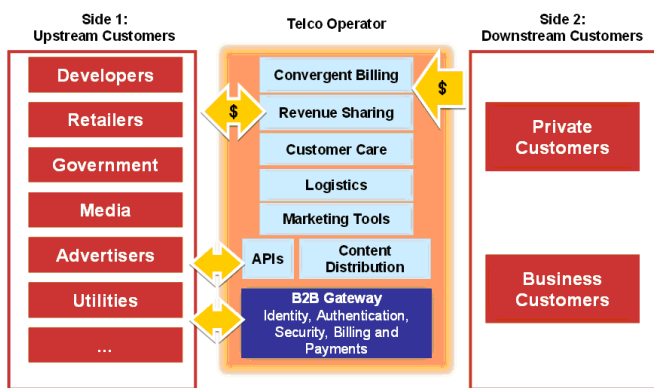 Side 1:
Upstream Customers
Developers
Retailers
Government
Media
Advertisers
Utilities
...
Telco Operator
Convergent Billing
$
$
Revenue Sharing
Customer Care
Logistics
Marketing Tools
APIs
Content
Distribution
B2B Gateway
Identity, Authentication,
Security, Billing and
Payments
Side 2:
Downstream Customers
Private
Customers
Business
Customers